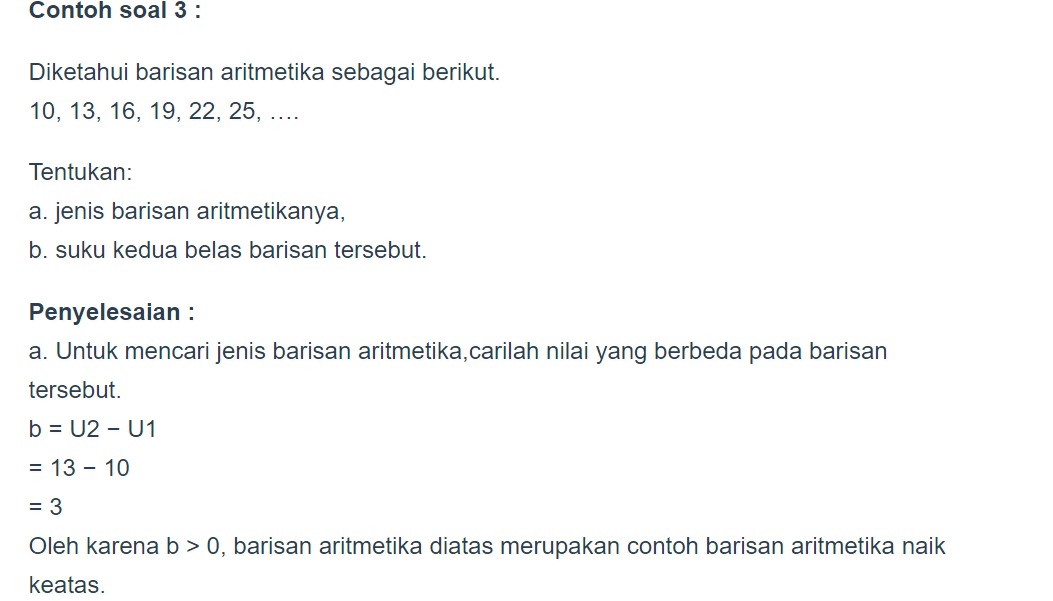 Contoh soal 3 :
Diketahui barisan aritmetika sebagai berikut.
10, 13, 16, 19, 22, 25, ….
Tentukan:
a. jenis barisan aritmetikanya,
b. suku kedua belas barisan tersebut.
Penyelesaian :
a. Untuk mencari jenis barisan aritmetika,carilah nilai yang berbeda pada barisan
tersebut.
b = U2 − U1
= 13 − 10
= 3
Oleh karena b > 0, barisan aritmetika diatas merupakan contoh barisan aritmetika naik
keatas.